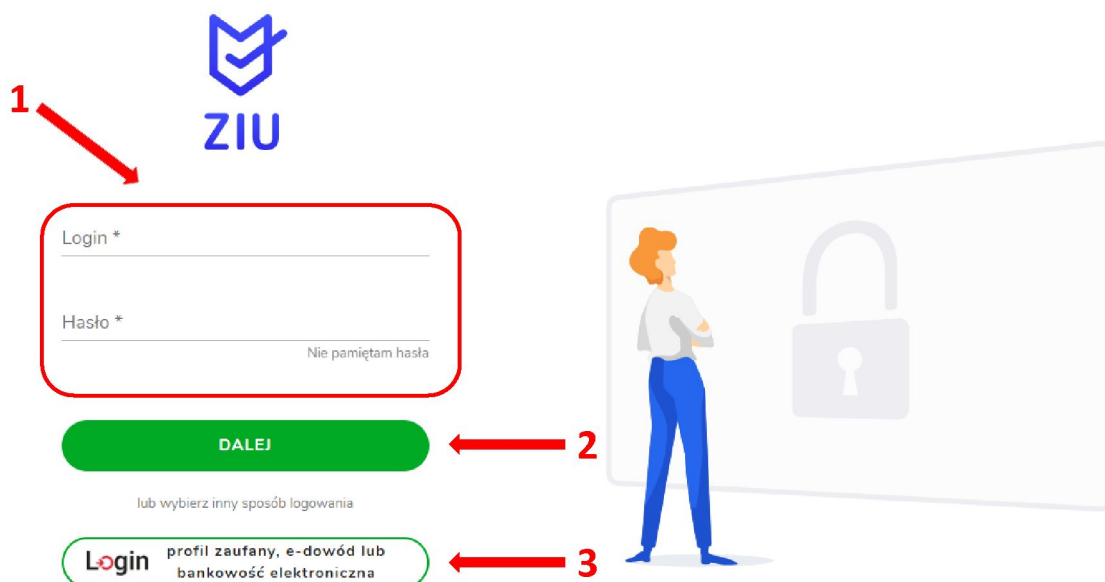 ZIU
1
Login *
Hasło *
Nie pamiętam hasła
DALEJ
2
lub wybierz inny sposób logowania
Login profil zaufany, e-dowód lub
bankowość elektroniczna
3